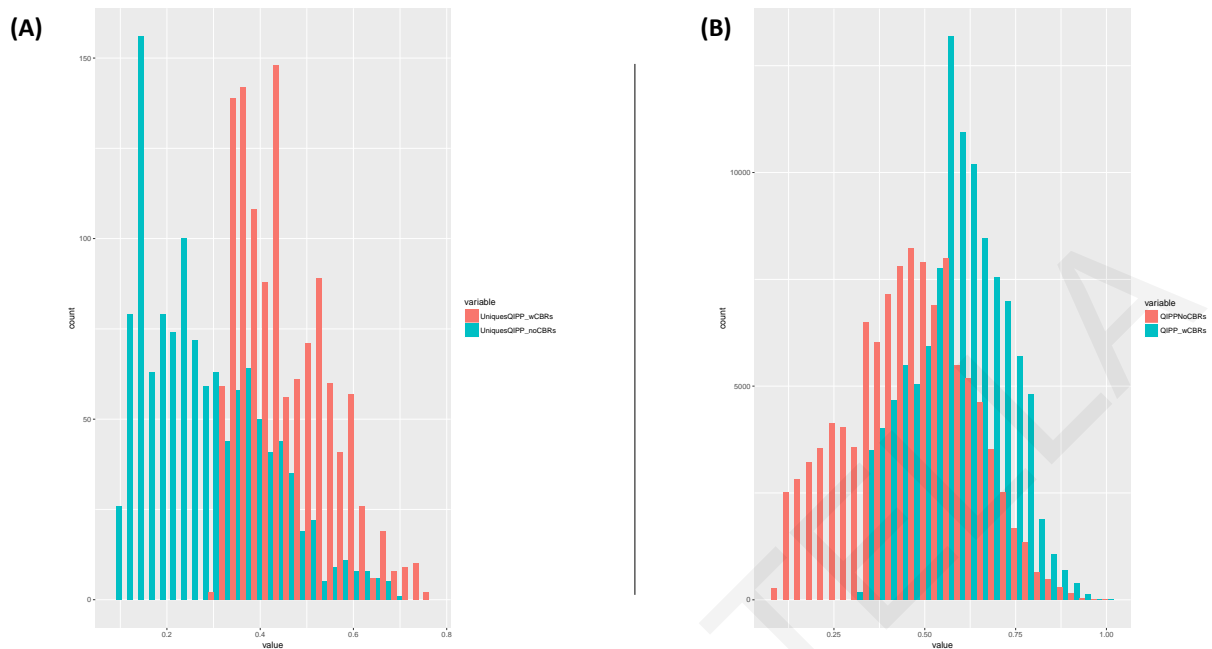 (A)
150
100
50
0
count
0.2
0.4
0.6
0.8
value
variable
UniquesQIPP_wCBRs
UniquesQIPP_noCBRs
(B)
10000
5000
0
count
0.25
0.50
0.75
1.00
value
variable
QIPPNoCBRs
QIPP_wCBRs